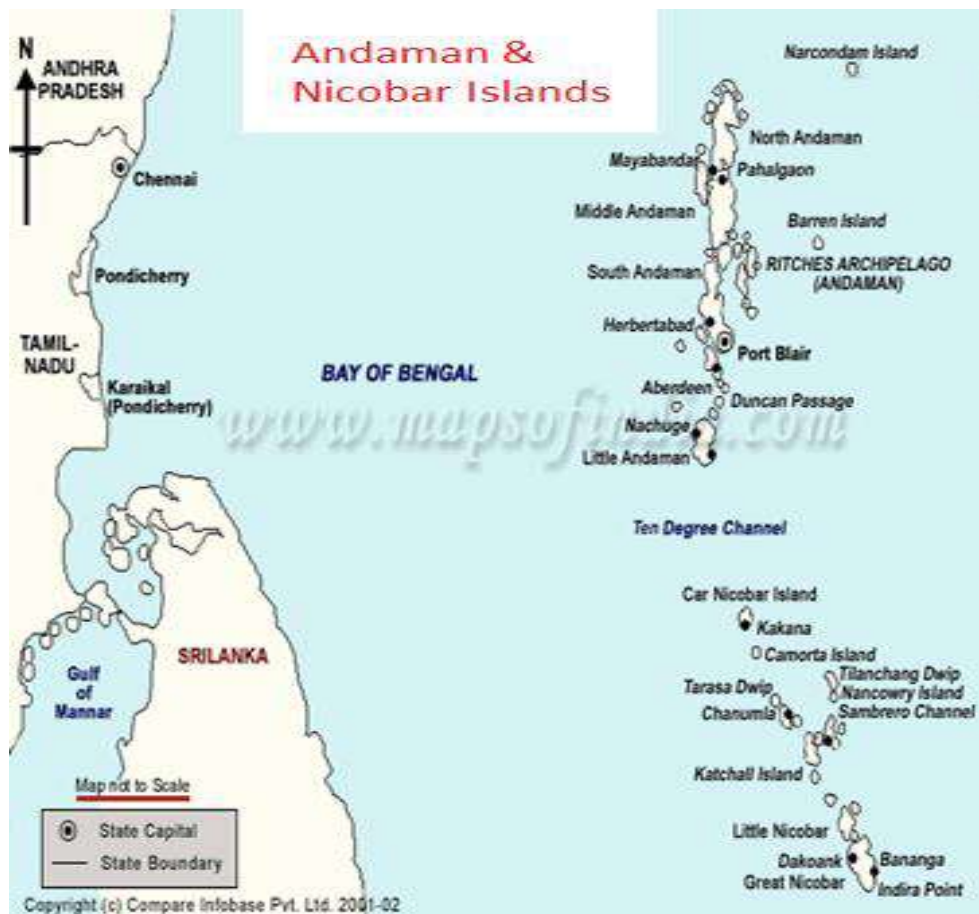 Andaman &
Nicobar Islands
N
ANDHRA
PRADESH
Narcondam Island
North Andaman
Mayabandar
Pahalgaon
Chennai
Middle Andaman
Barren Island
Pondicherry
South Andaman
RITCHES ARCHIPELAGO
(ANDAMAN)
Herbertabad
TAMIL-
NADU
Port Blair
BAY OF BENGAL
Karaikal
(Pondicherry)
Aberdeen
Duncan Passage
www.mapsofindia.com
Nachuge
Little Andaman
Ten Degree Channel
Car Nicobar Island
Kakana
SRILANKA
Camorta Island
Gulf
of
Mannar
Tilanchang Dwip
Tarasa Dwip
Nancowry Island
Chanumla
Sambrero Channel
Katchall Island
Map not to Scale
State Capital
Little Nicobar
State Boundary
Dakoank
Bananga
Great Nicobar
Indira Point
Copyright (c) Compare Infobase Pvt. Ltd. 2001-02